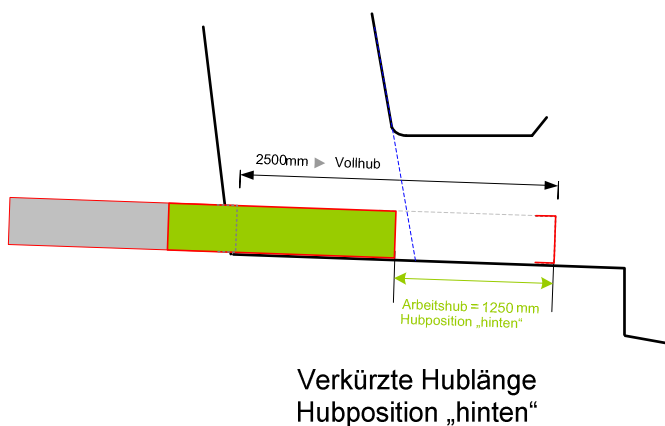 2500mm ► Vollhub
Arbeitshub = 1250 mm
Hubposition „hinten“
Verkürzte Hublänge
Hubposition „hinten“